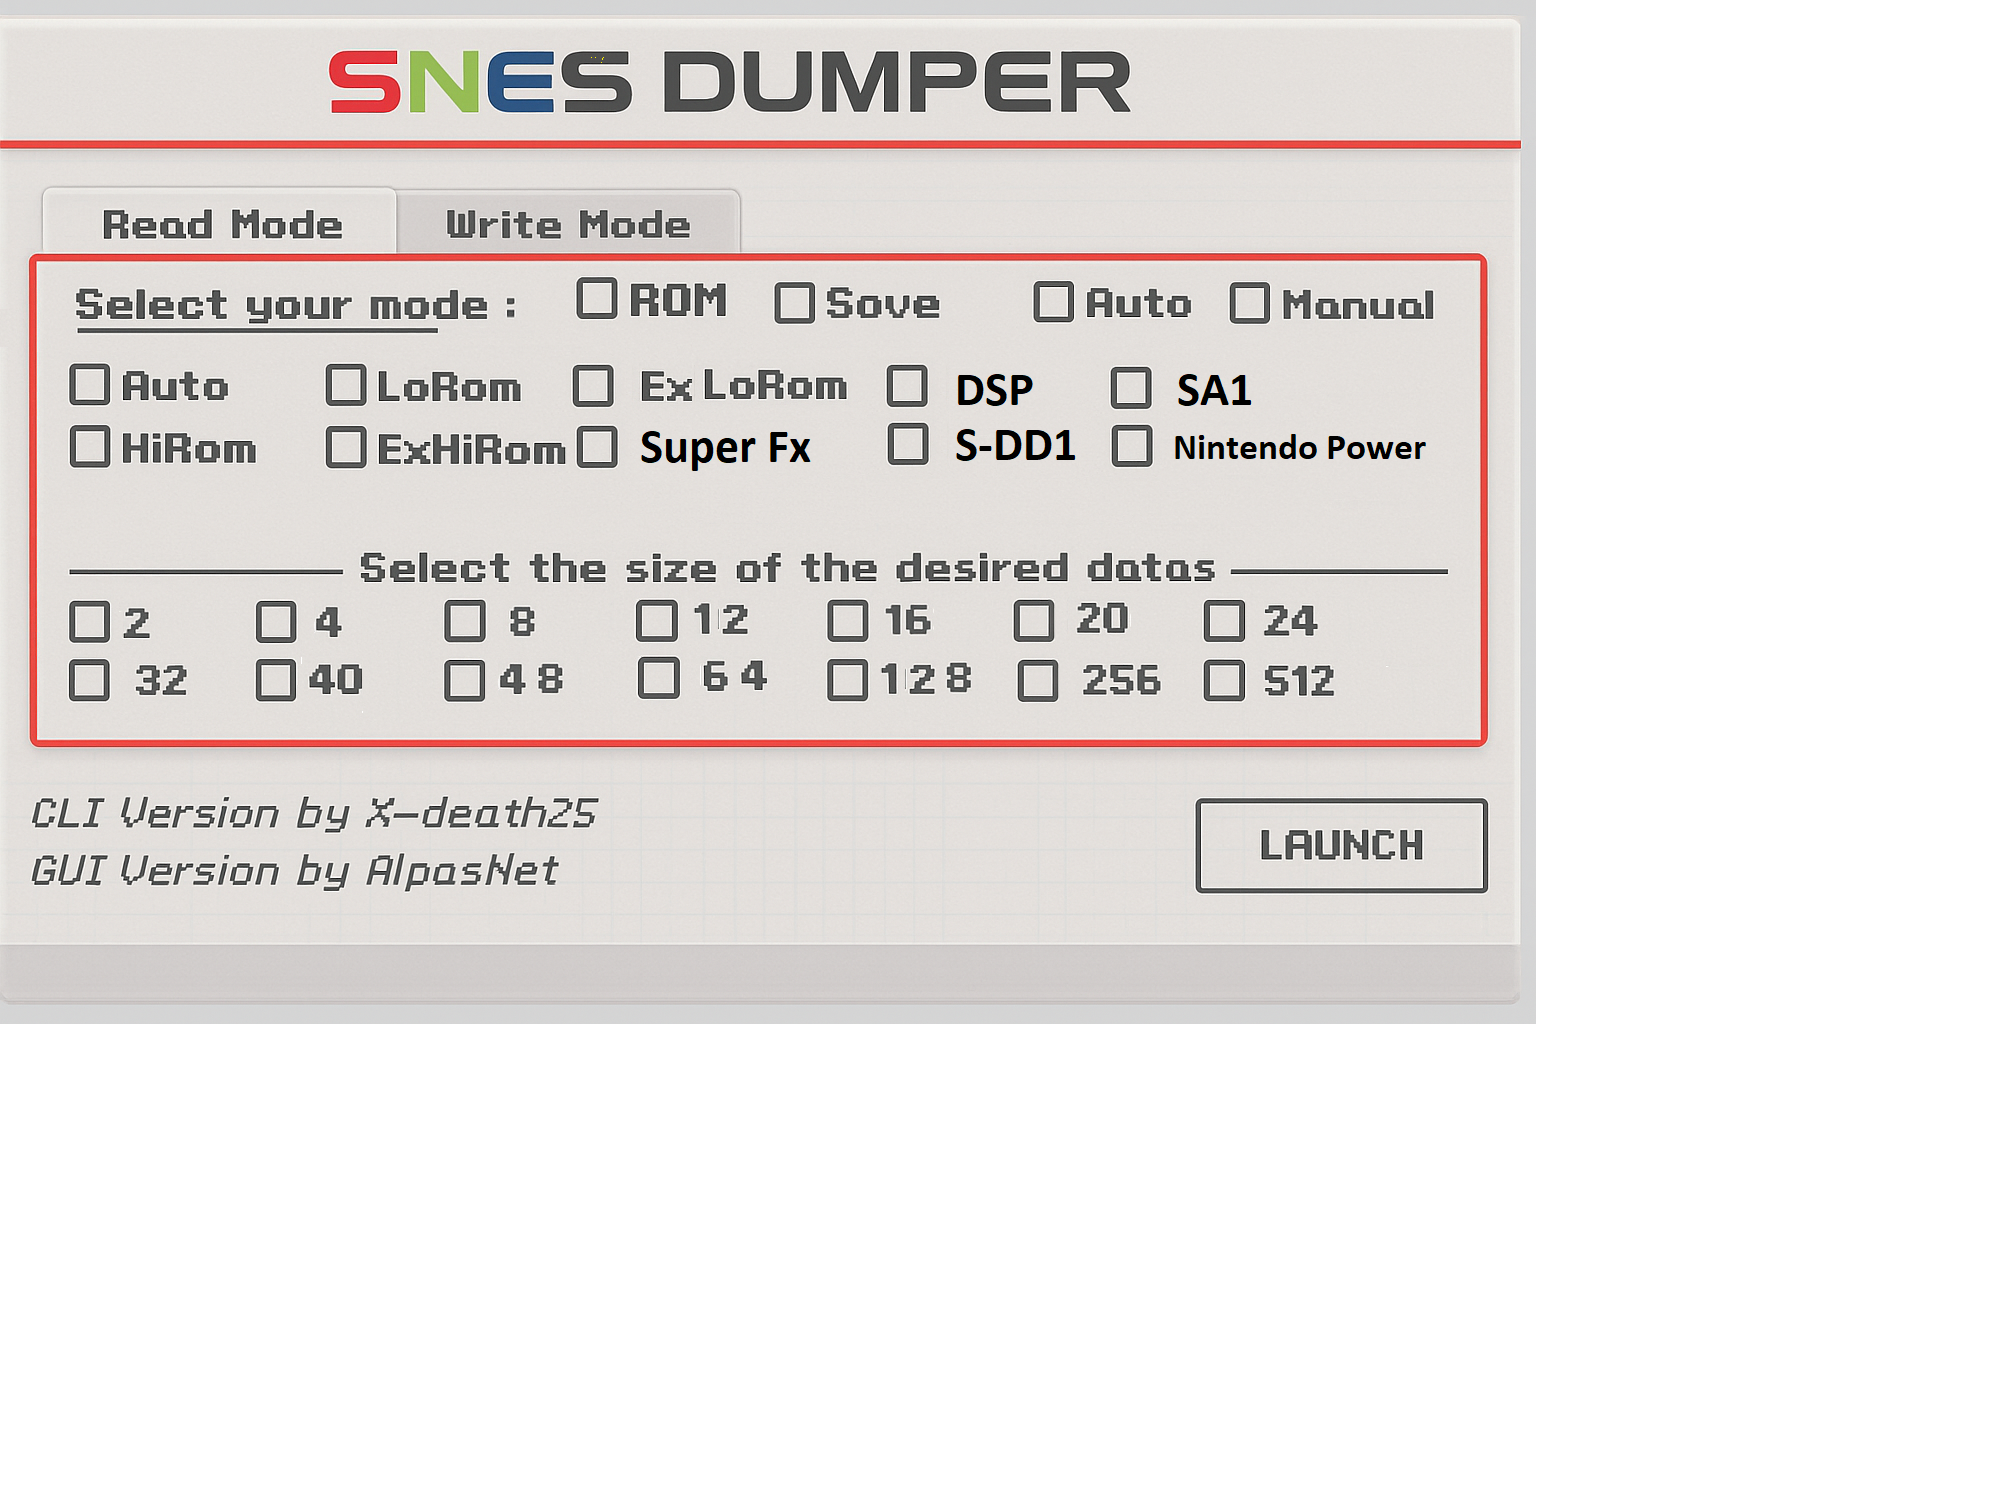 SNES DUMPER
Read Mode Write Mode
Select your mode : ROM Sove Auto Manual
Auto LoRom Ex LoRom DSP SA1
HiRom ExHiRom Super Fx S-DD1 Nintendo Power
Select the size of the desired datas
2 4 8 12 16 20 24
32 40 48 64 128 256 512
CLI Version by X-death25
GUI Version by AlpasNet
LAUNCH